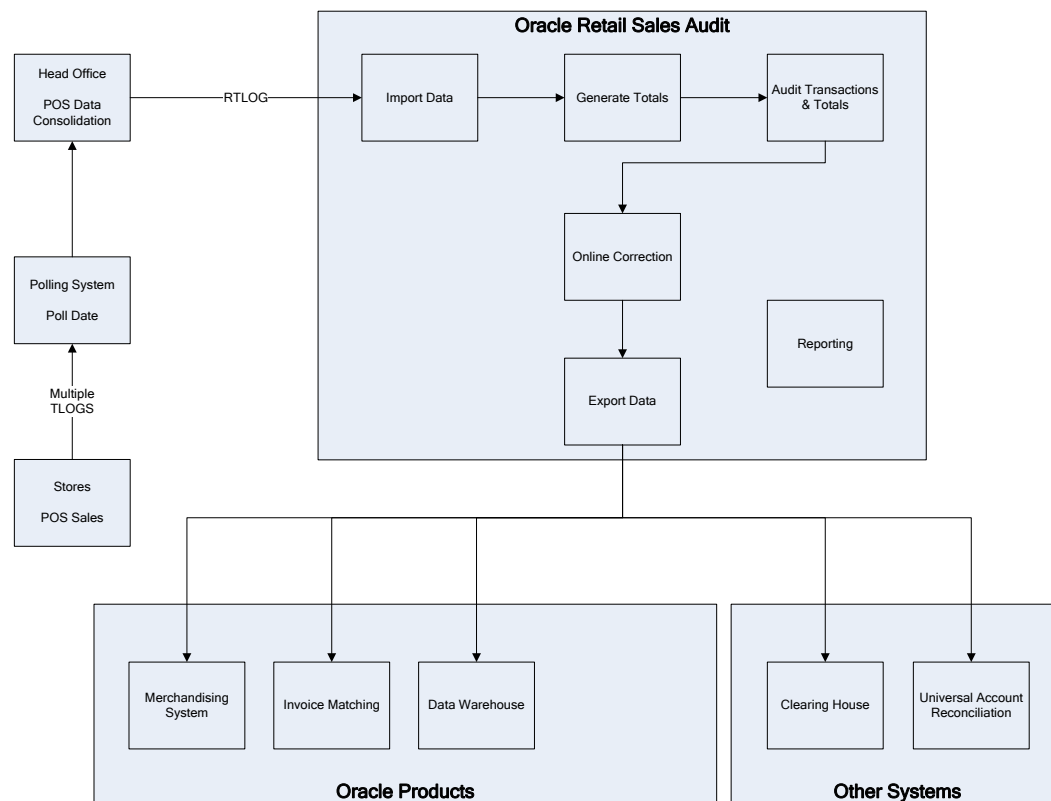 Oracle Retail Sales Audit
Head Office
POS Data
Consolidation
RTLOG
Import Data
Generate Totals
Audit Transactions
& Totals
Online Correction
Polling System
Poll Date
Reporting
Multiple
TLOGS
Export Data
Stores
POS Sales
Merchandising
System
Invoice Matching
Data Warehouse
Clearing House
Universal Account
Reconciliation
Oracle Products
Other Systems